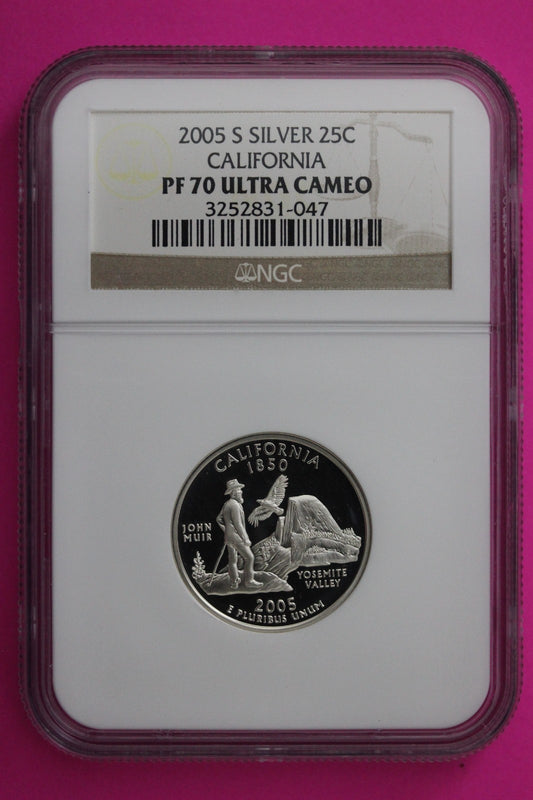 2005 S SILVER 25C
CALIFORNIA
PF 70 ULTRA CAMEO
3252831-047
NGC
CALIFORNIA
1850
JOHN
MUIR
YOSEMITE
VALLEY
2005
E PLURIBUS UNUM